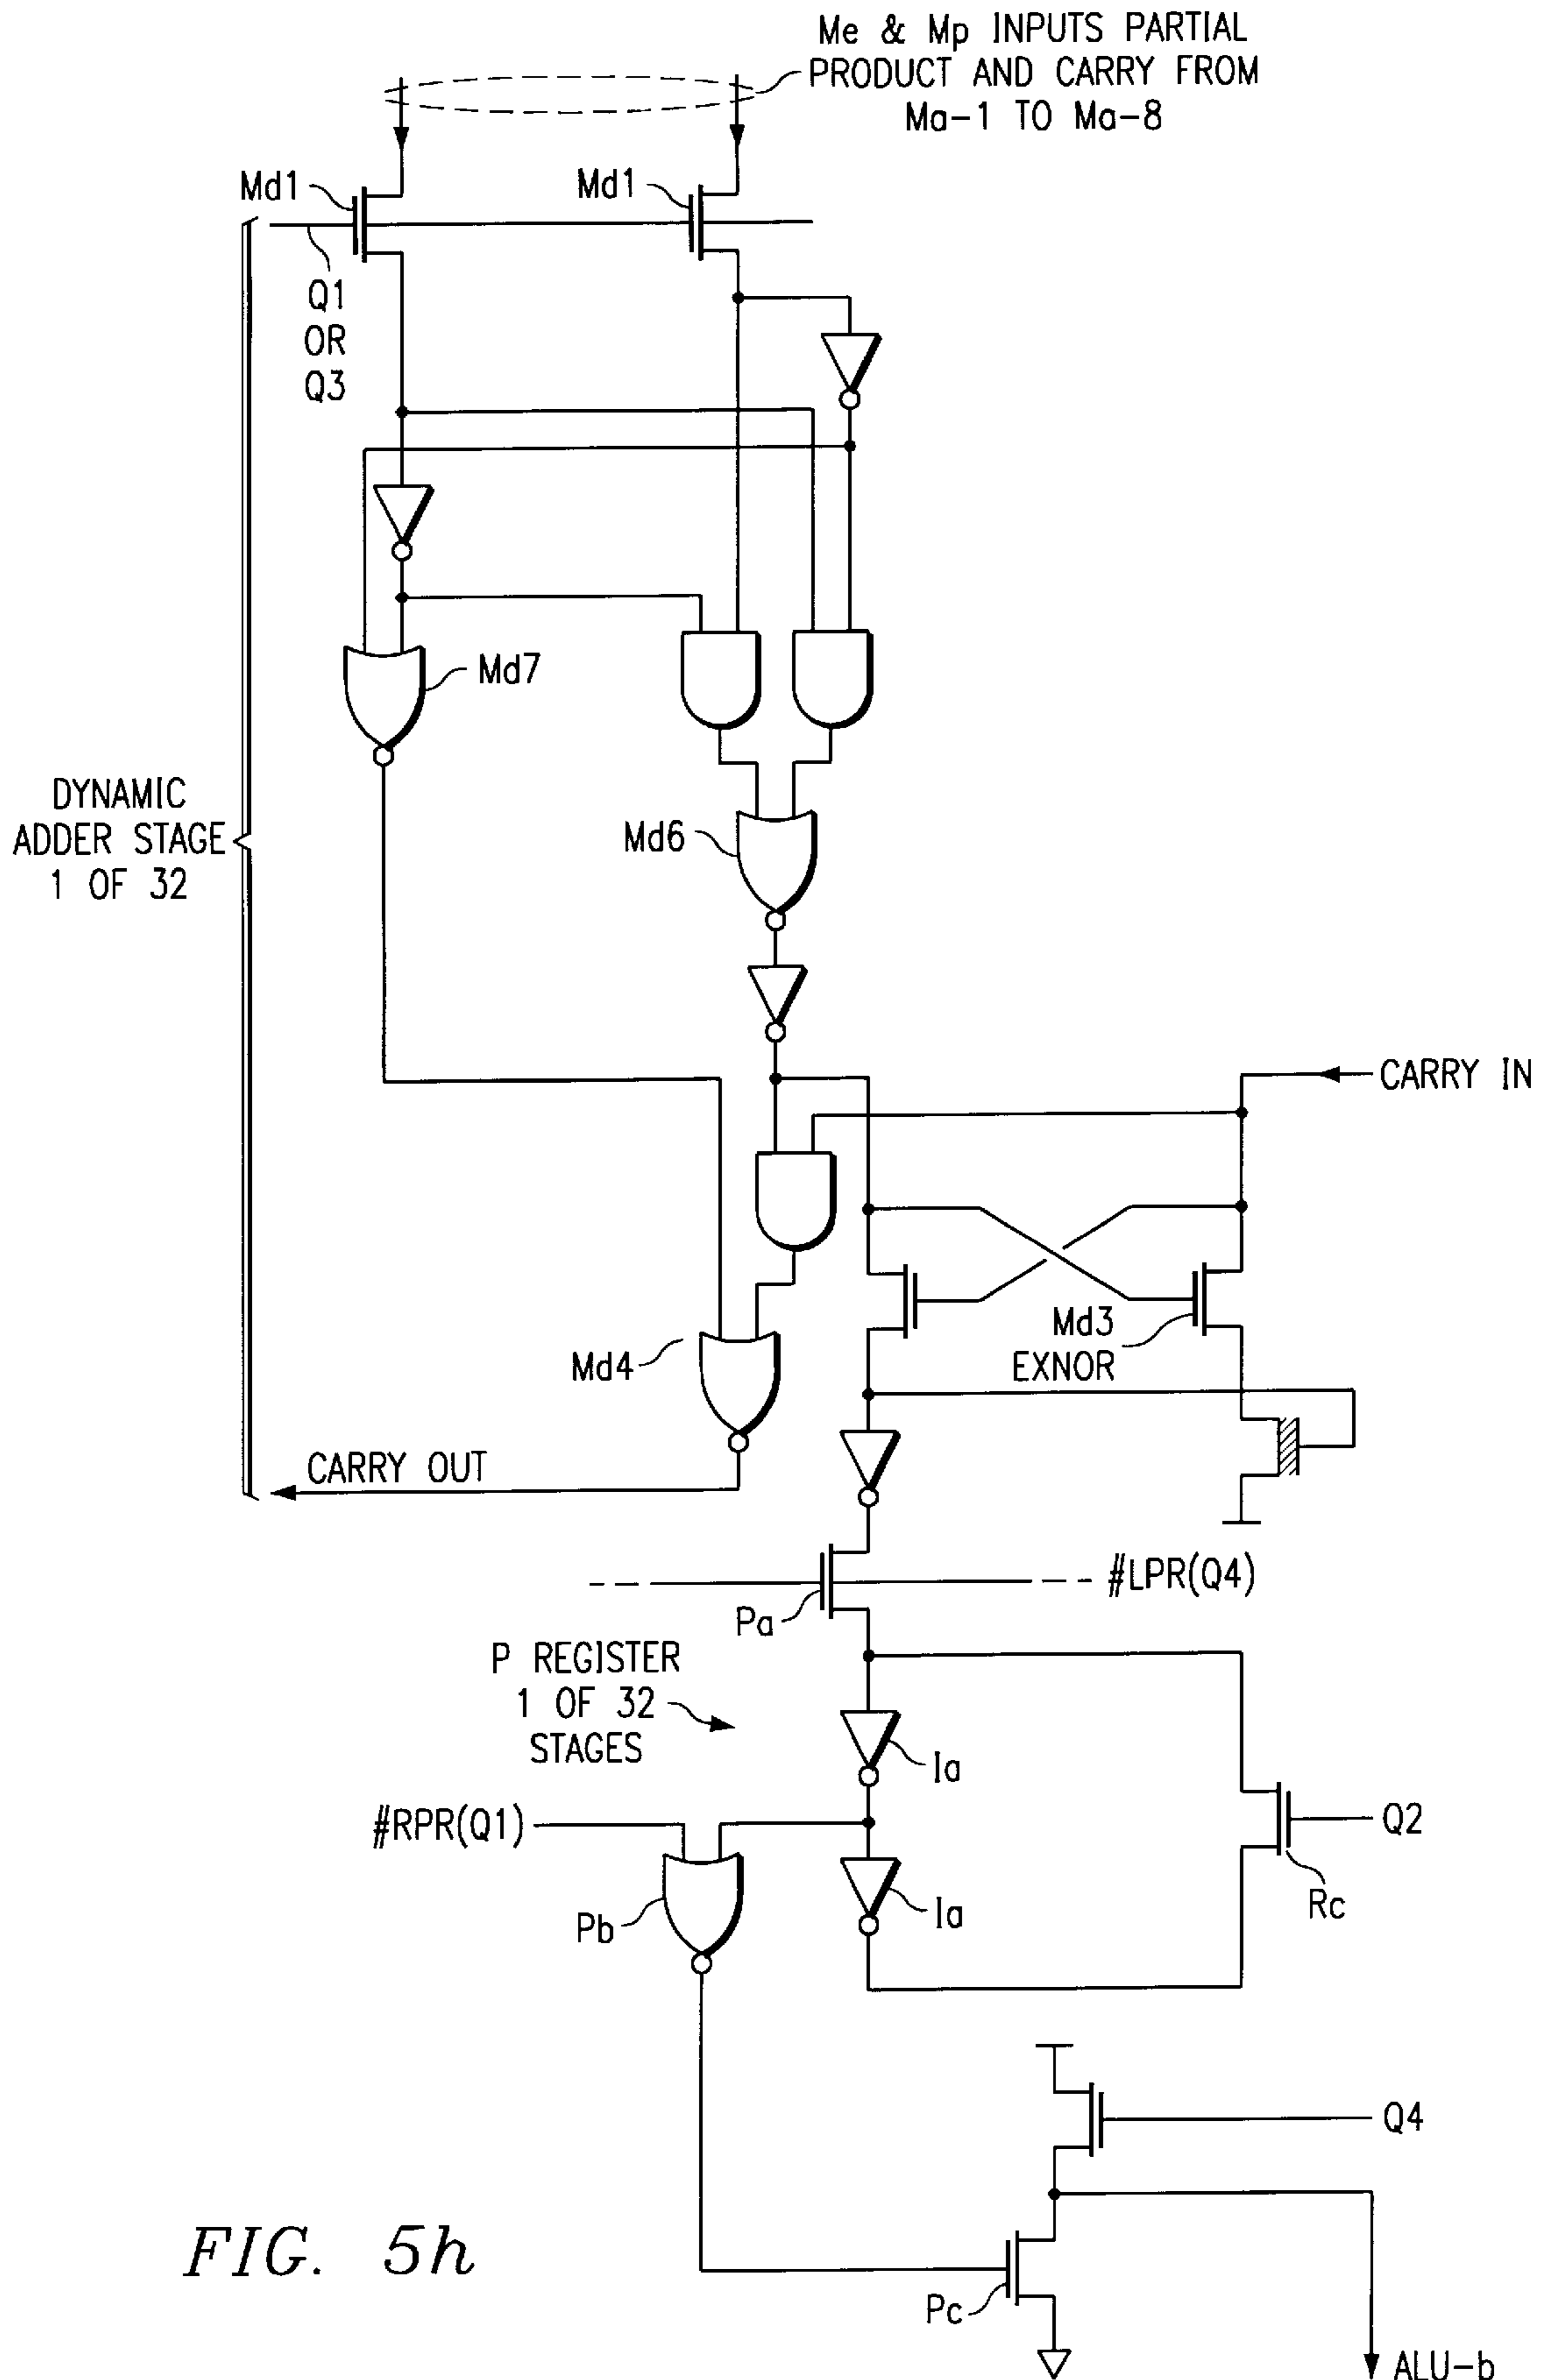 Me & Mp INPUTS PARTIAL
PRODUCT AND CARRY FROM
Ma-1 TO Ma-8
Md1
Md1
Q1
OR
Q3
Md7
DYNAMIC
ADDER STAGE
1 OF 32
Md6
CARRY IN
Md3
EXNOR
Md4
CARRY OUT
#LPR(Q4)
Pa
P REGISTER
1 OF 32
STAGES
Ia
#RPR(Q1)
Q2
Ia
Rc
Pb
Q4
FIG. 5h
Pc
ALU-b